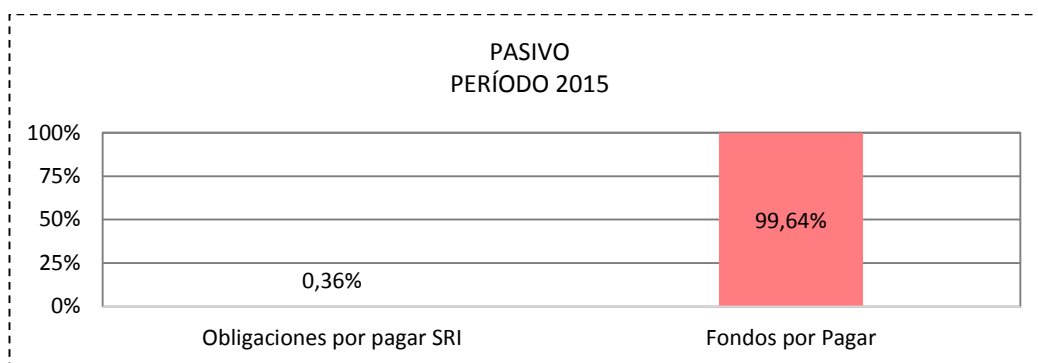 PASIVO
PERÍODO 2015
100%
75%
50%
25%
0%
0,36%
99,64%
Obligaciones por pagar SRI
Fondos por Pagar